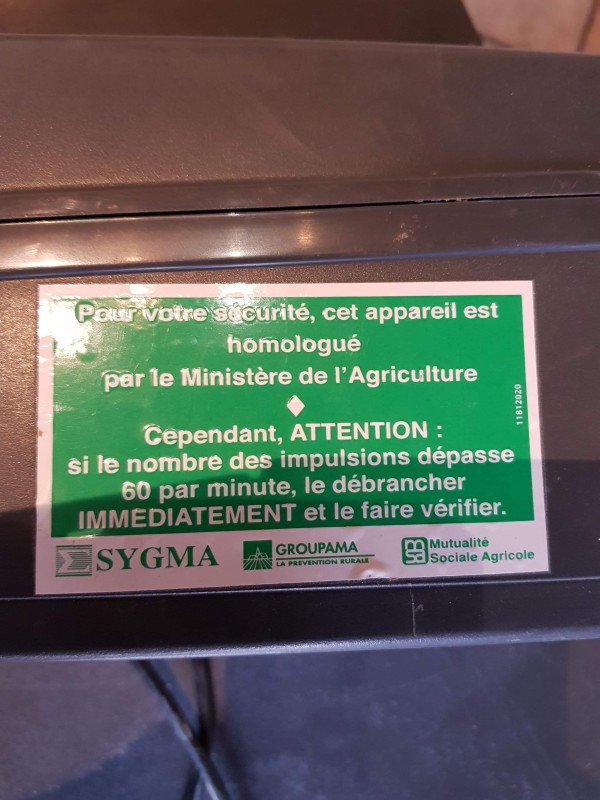 Pour votre sécurité, cet appareil est
homologué
par le Ministère de l'Agriculture
Cependant, ATTENTION :
si le nombre des impulsions dépasse
60 par minute, le débrancher
IMMÉDIATEMENT et le faire vérifier.
11812020
SYGMA
GROUPAMA
LA PREVENTION RURALE
msa
Mutualité
Sociale Agricole